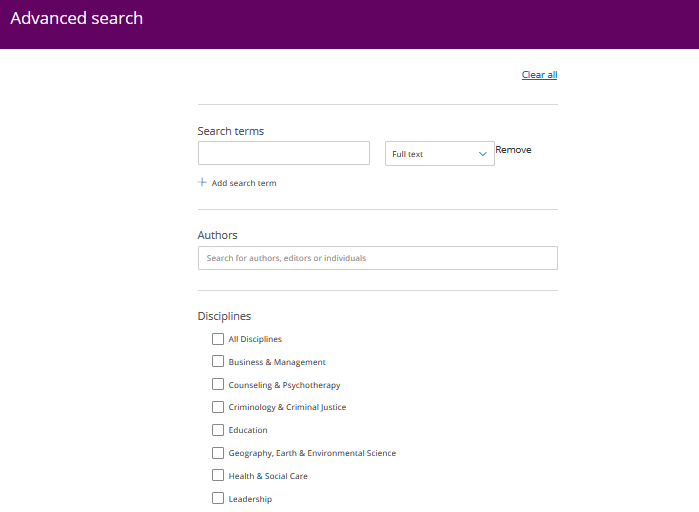 Advanced search
Clear all
Search terms
Full text
Remove
Add search term
Authors
Search for authors, editors or individuals
Disciplines
All Disciplines
Business & Management
Counseling & Psychotherapy
Criminology & Criminal Justice
Education
Geography, Earth & Environmental Science
Health & Social Care
Leadership